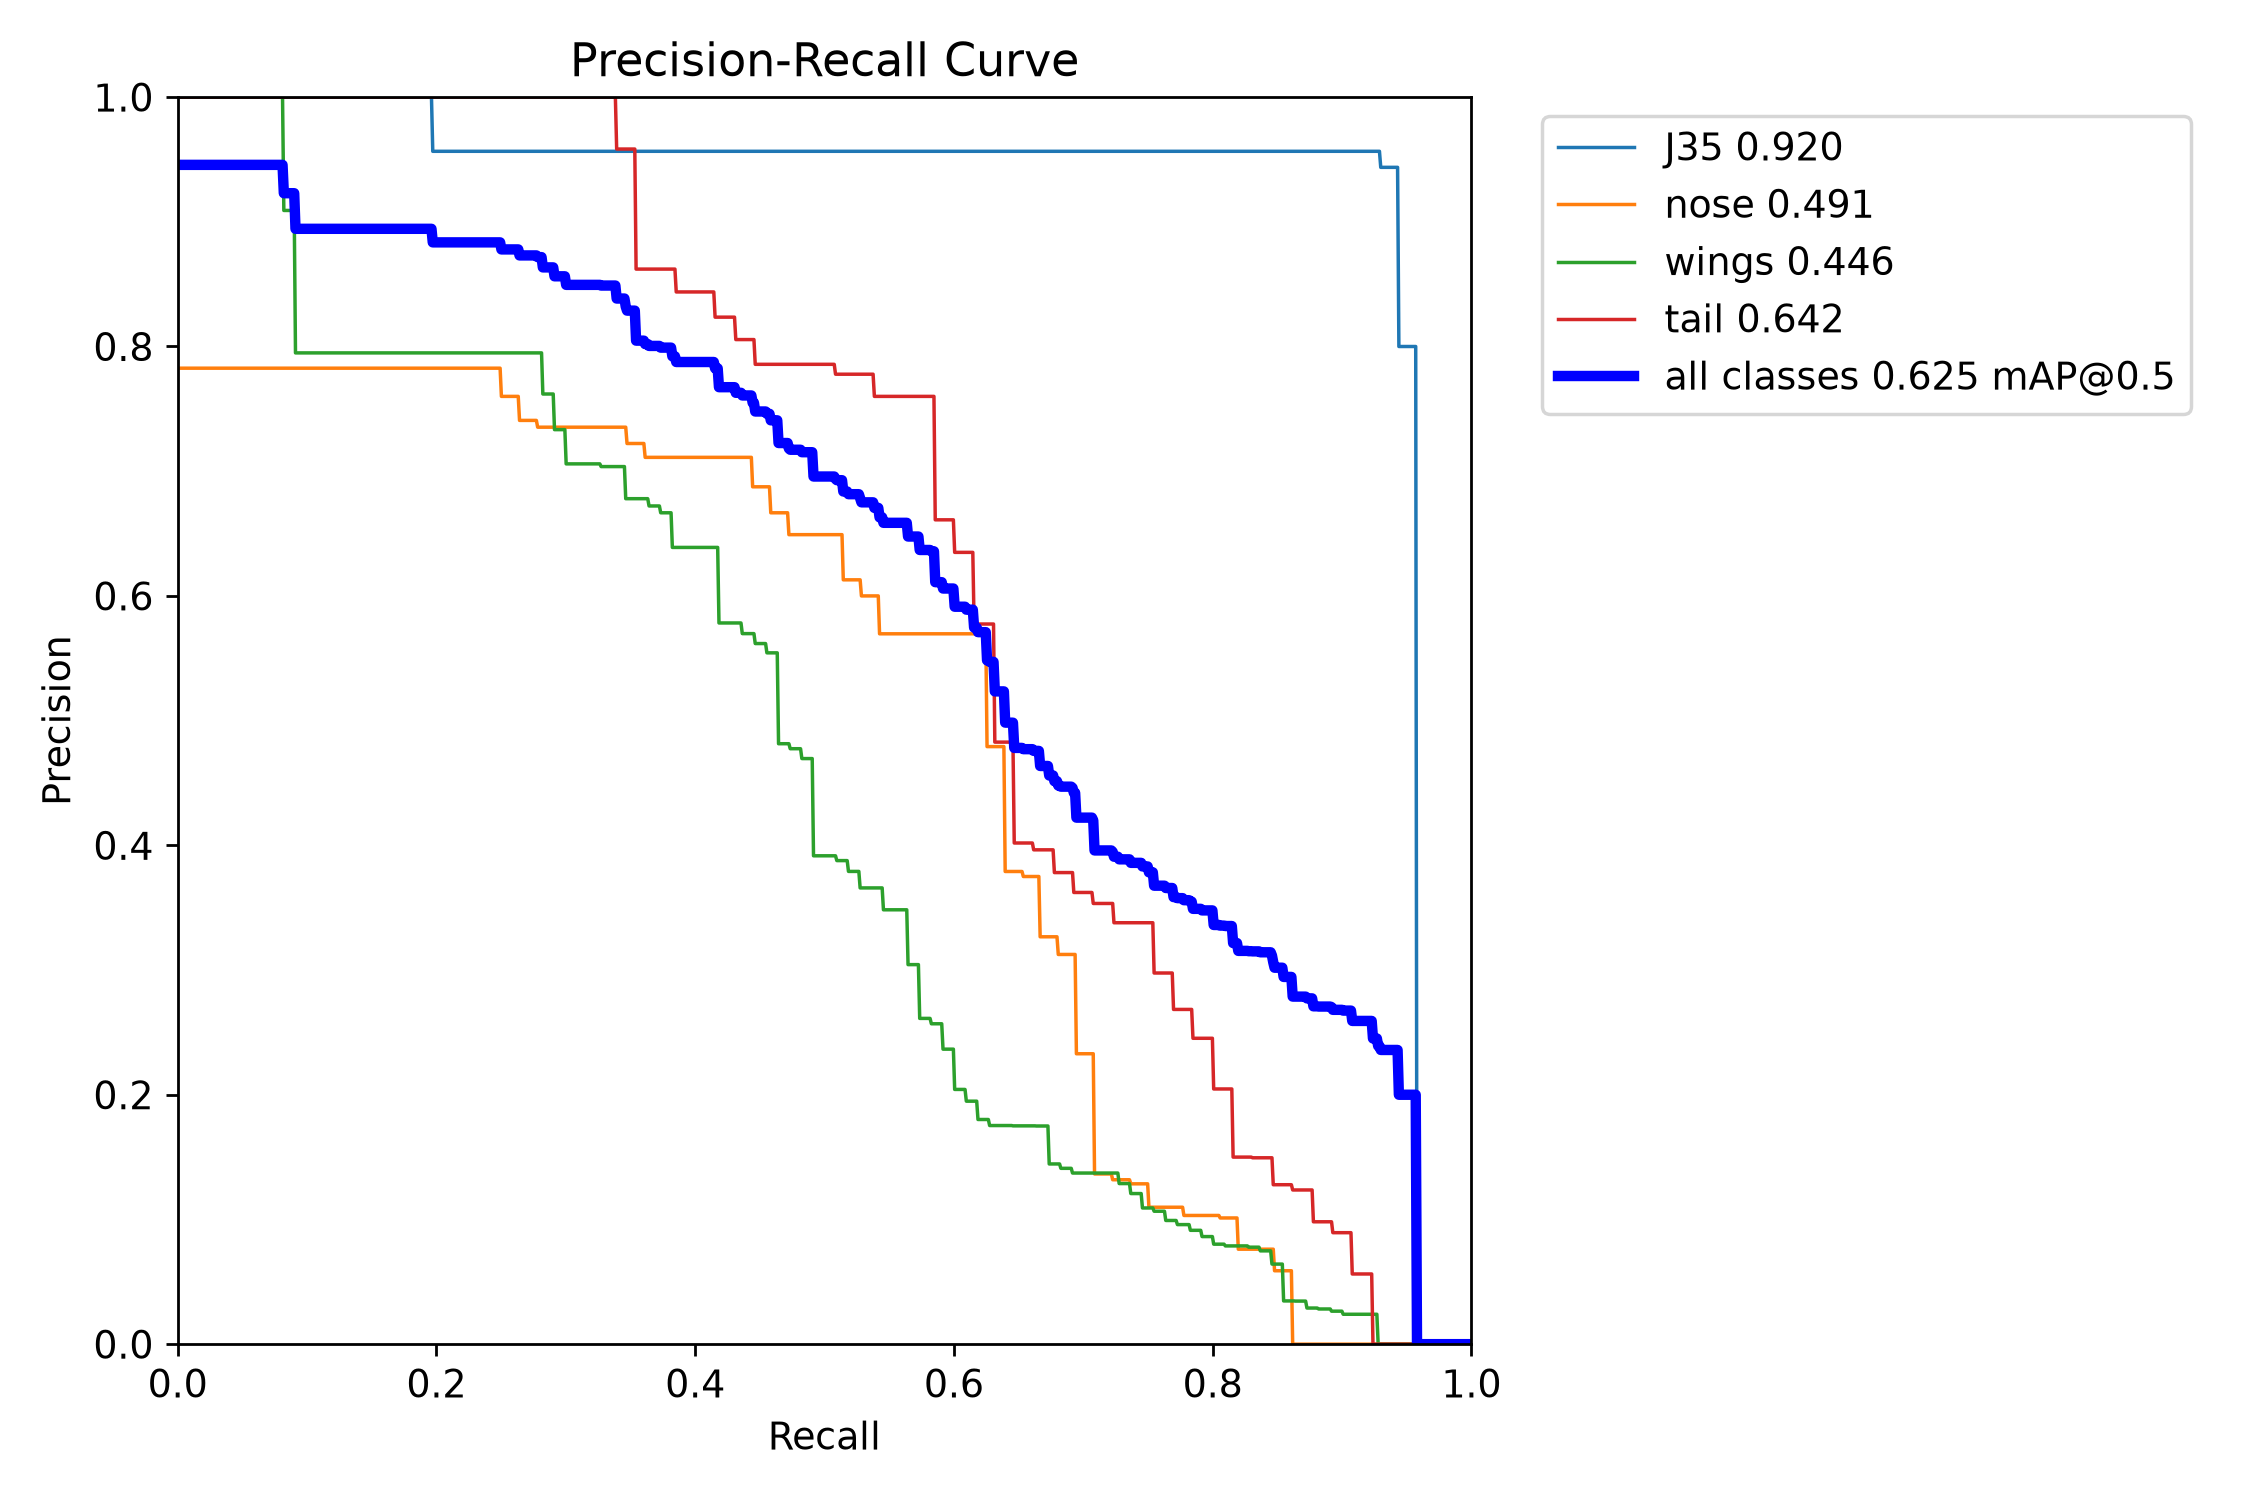 Precision-Recall Curve
1.0
0.8
0.6
0.4
0.2
0.0
Precision
0.0 0.2 0.4 0.6 0.8 1.0
Recall
J35 0.920
nose 0.491
wings 0.446
tail 0.642
all classes 0.625 mAP@0.5